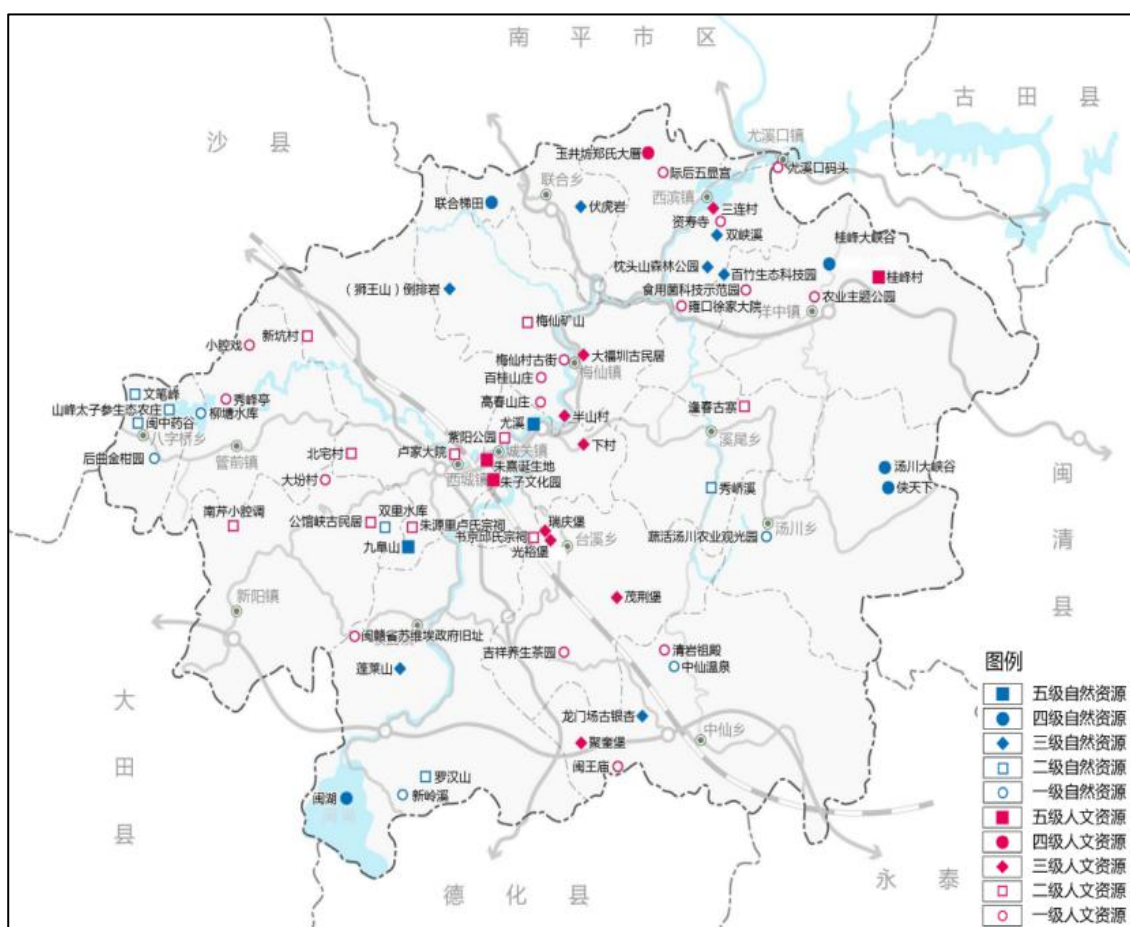 南平市区
古田县
尤溪口镇
沙县
玉井坊郑氏大厝
际后五显宫
尤溪口码头
联合乡
西滨镇
联合梯田
伏虎岩
三连村
资寿寺
双峡溪
桂峰大峡谷
枕头山森林公园
百竹生态科技园
桂峰村
(狮王山)倒排岩
食用菌科技示范园
农业主题公园
雍口徐家大院
洋中镇
新坑村
梅仙矿山
小腔戏
梅仙村古街
大福圳古民居
梅仙镇
百桂山庄
文笔峰
秀峰亭
高春山庄
逢春古寨
山峰太子参生态农庄
柳塘水库
半山村
闽中药谷
尤溪
八字桥乡
紫阳公园
溪尾乡
后曲金柑园
管前镇
北宅村
卢家大院
城关镇
下村
朱熹诞生地
西城镇
汤川大峡谷
大坋村
朱子文化园
秀峤溪
侠天下
闽清县
南芹小腔调
公馆峡古民居
双里水库
朱源里卢氏宗祠
瑞庆堡
汤川乡
书京邱氏宗祠
蔬活汤川农业观光园
九阜山
光裕堡
台溪乡
新阳镇
茂荆堡
闽赣省苏维埃政府旧址
吉祥养生茶园
清岩祖殿
中仙温泉
蓬莱山
龙门场古银杏
大田县
聚奎堡
中仙乡
闽王庙
罗汉山
新岭溪
闽湖
德化县
永泰
图例
五级自然资源
四级自然资源
三级自然资源
二级自然资源
一级自然资源
五级人文资源
四级人文资源
三级人文资源
二级人文资源
一级人文资源